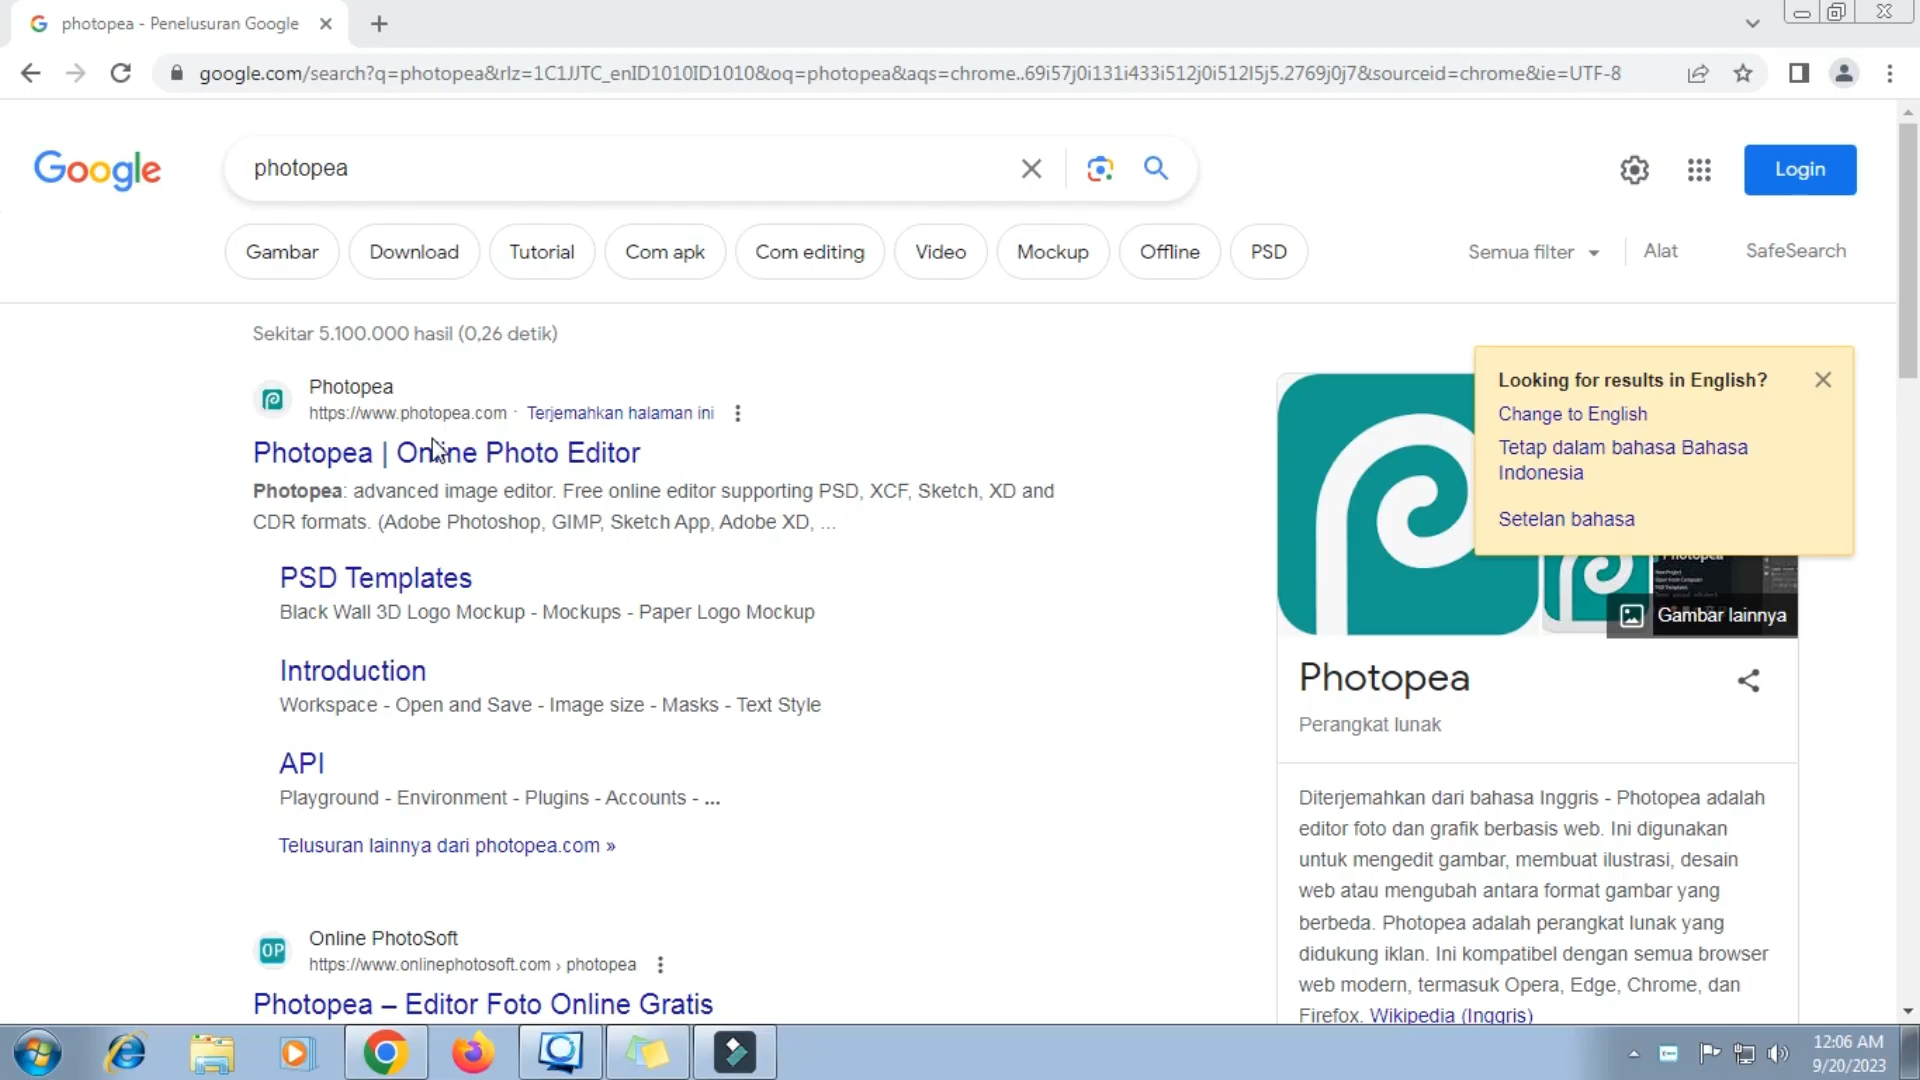 photopea - Penelusuran Google
google.com/search?q=photopea&rlz=1C1JJTC_enID1010ID1010&oq=photopea&aqs=chrome..69i57j0i131i433i512j0i512l5j5.2769j0j7&sourceid=chrome&ie=UTF-8
Google
photopea
Login
Gambar
Download
Tutorial
Com apk
Com editing
Video
Mockup
Offline
PSD
Semua filter
Alat
SafeSearch
Sekitar 5.100.000 hasil (0,26 detik)
Photopea
https://www.photopea.com · Terjemahkan halaman ini
Photopea | Online Photo Editor
Photopea: advanced image editor. Free online editor supporting PSD, XCF, Sketch, XD and
CDR formats. (Adobe Photoshop, GIMP, Sketch App, Adobe XD, ...
PSD Templates
Black Wall 3D Logo Mockup - Mockups - Paper Logo Mockup
Introduction
Workspace - Open and Save - Image size - Masks - Text Style
API
Playground - Environment - Plugins - Accounts - ...
Telusuran lainnya dari photopea.com »
OP
Online PhotoSoft
https://www.onlinephotosoft.com › photopea
Photopea – Editor Foto Online Gratis
Looking for results in English?
Change to English
Tetap dalam bahasa Bahasa
Indonesia
Setelan bahasa
Gambar lainnya
Photopea
Perangkat lunak
Diterjemahkan dari bahasa Inggris - Photopea adalah
editor foto dan grafik berbasis web. Ini digunakan
untuk mengedit gambar, membuat ilustrasi, desain
web atau mengubah antara format gambar yang
berbeda. Photopea adalah perangkat lunak yang
didukung iklan. Ini kompatibel dengan semua browser
web modern, termasuk Opera, Edge, Chrome, dan
Firefox. Wikipedia (Inggris)
12:06 AM
9/20/2023